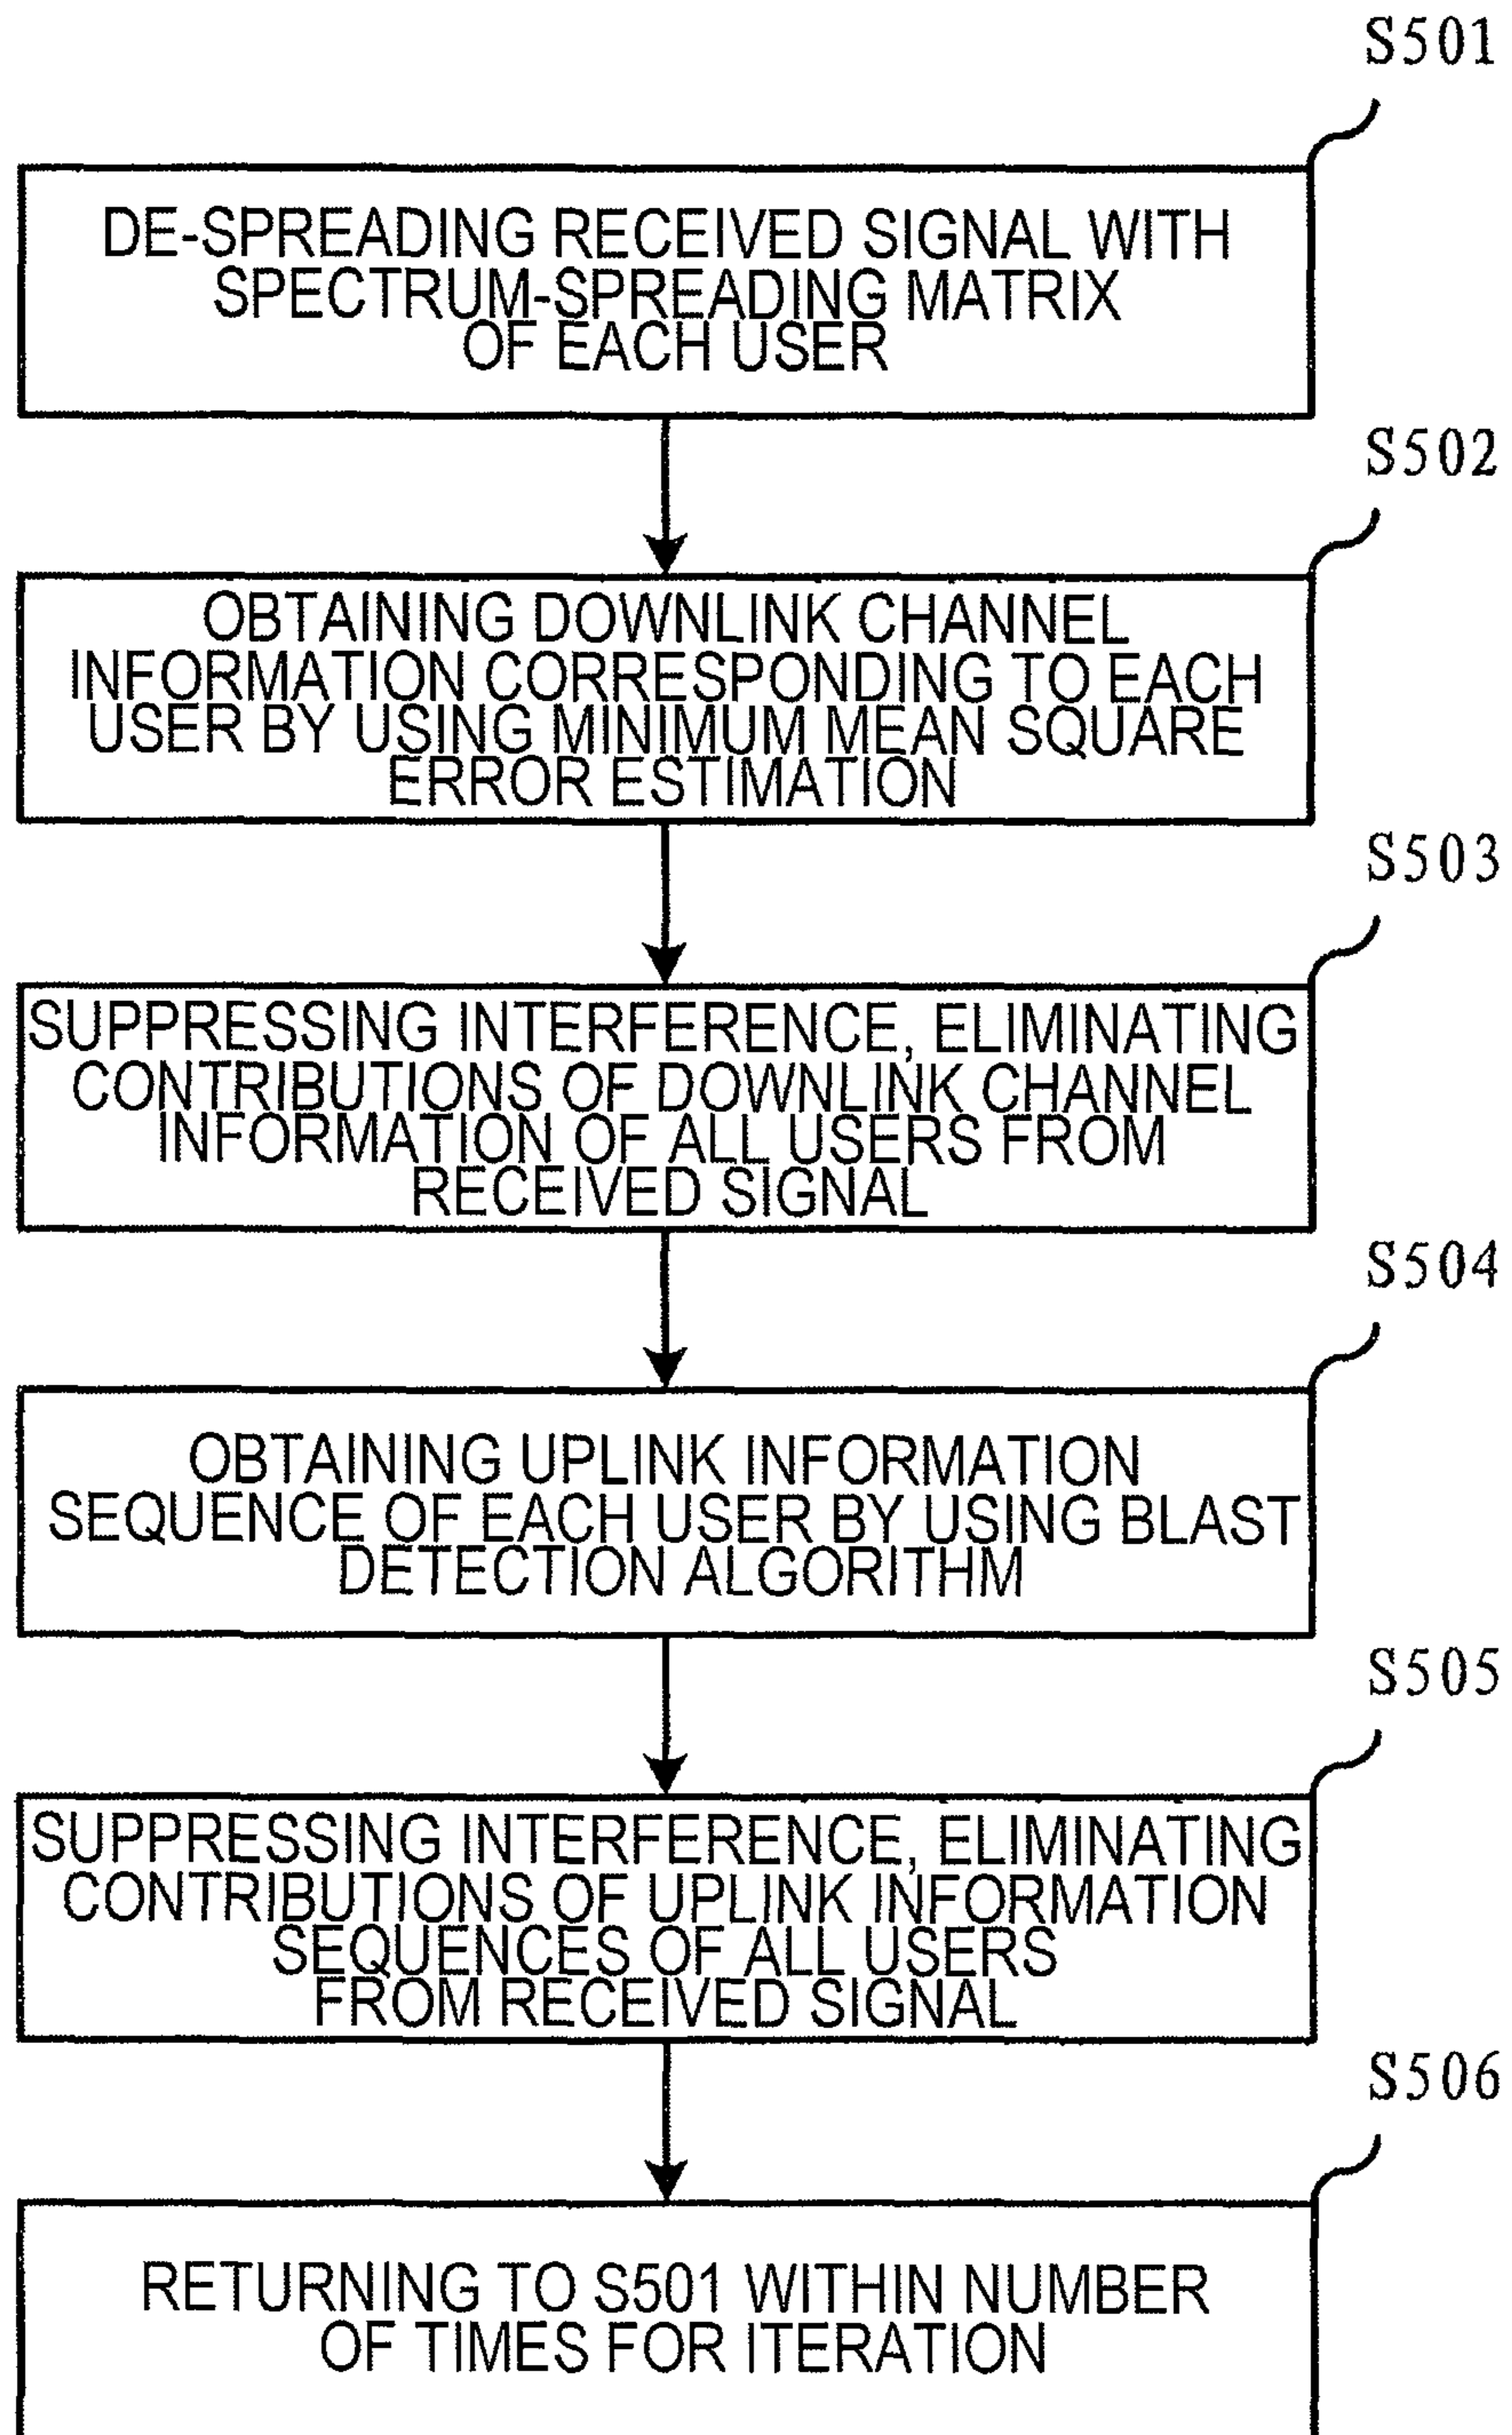 S501
DE-SPREADING RECEIVED SIGNAL WITH
SPECTRUM-SPREADING MATRIX
OF EACH USER
S502
OBTAINING DOWNLINK CHANNEL
INFORMATION CORRESPONDING TO EACH
USER BY USING MINIMUM MEAN SQUARE
ERROR ESTIMATION
S503
SUPPRESSING INTERFERENCE, ELIMINATING
CONTRIBUTIONS OF DOWNLINK CHANNEL
INFORMATION OF ALL USERS FROM
RECEIVED SIGNAL
S504
OBTAINING UPLINK INFORMATION
SEQUENCE OF EACH USER BY USING BLAST
DETECTION ALGORITHM
S505
SUPPRESSING INTERFERENCE, ELIMINATING
CONTRIBUTIONS OF UPLINK INFORMATION
SEQUENCES OF ALL USERS
FROM RECEIVED SIGNAL
S506
RETURNING TO S501 WITHIN NUMBER
OF TIMES FOR ITERATION